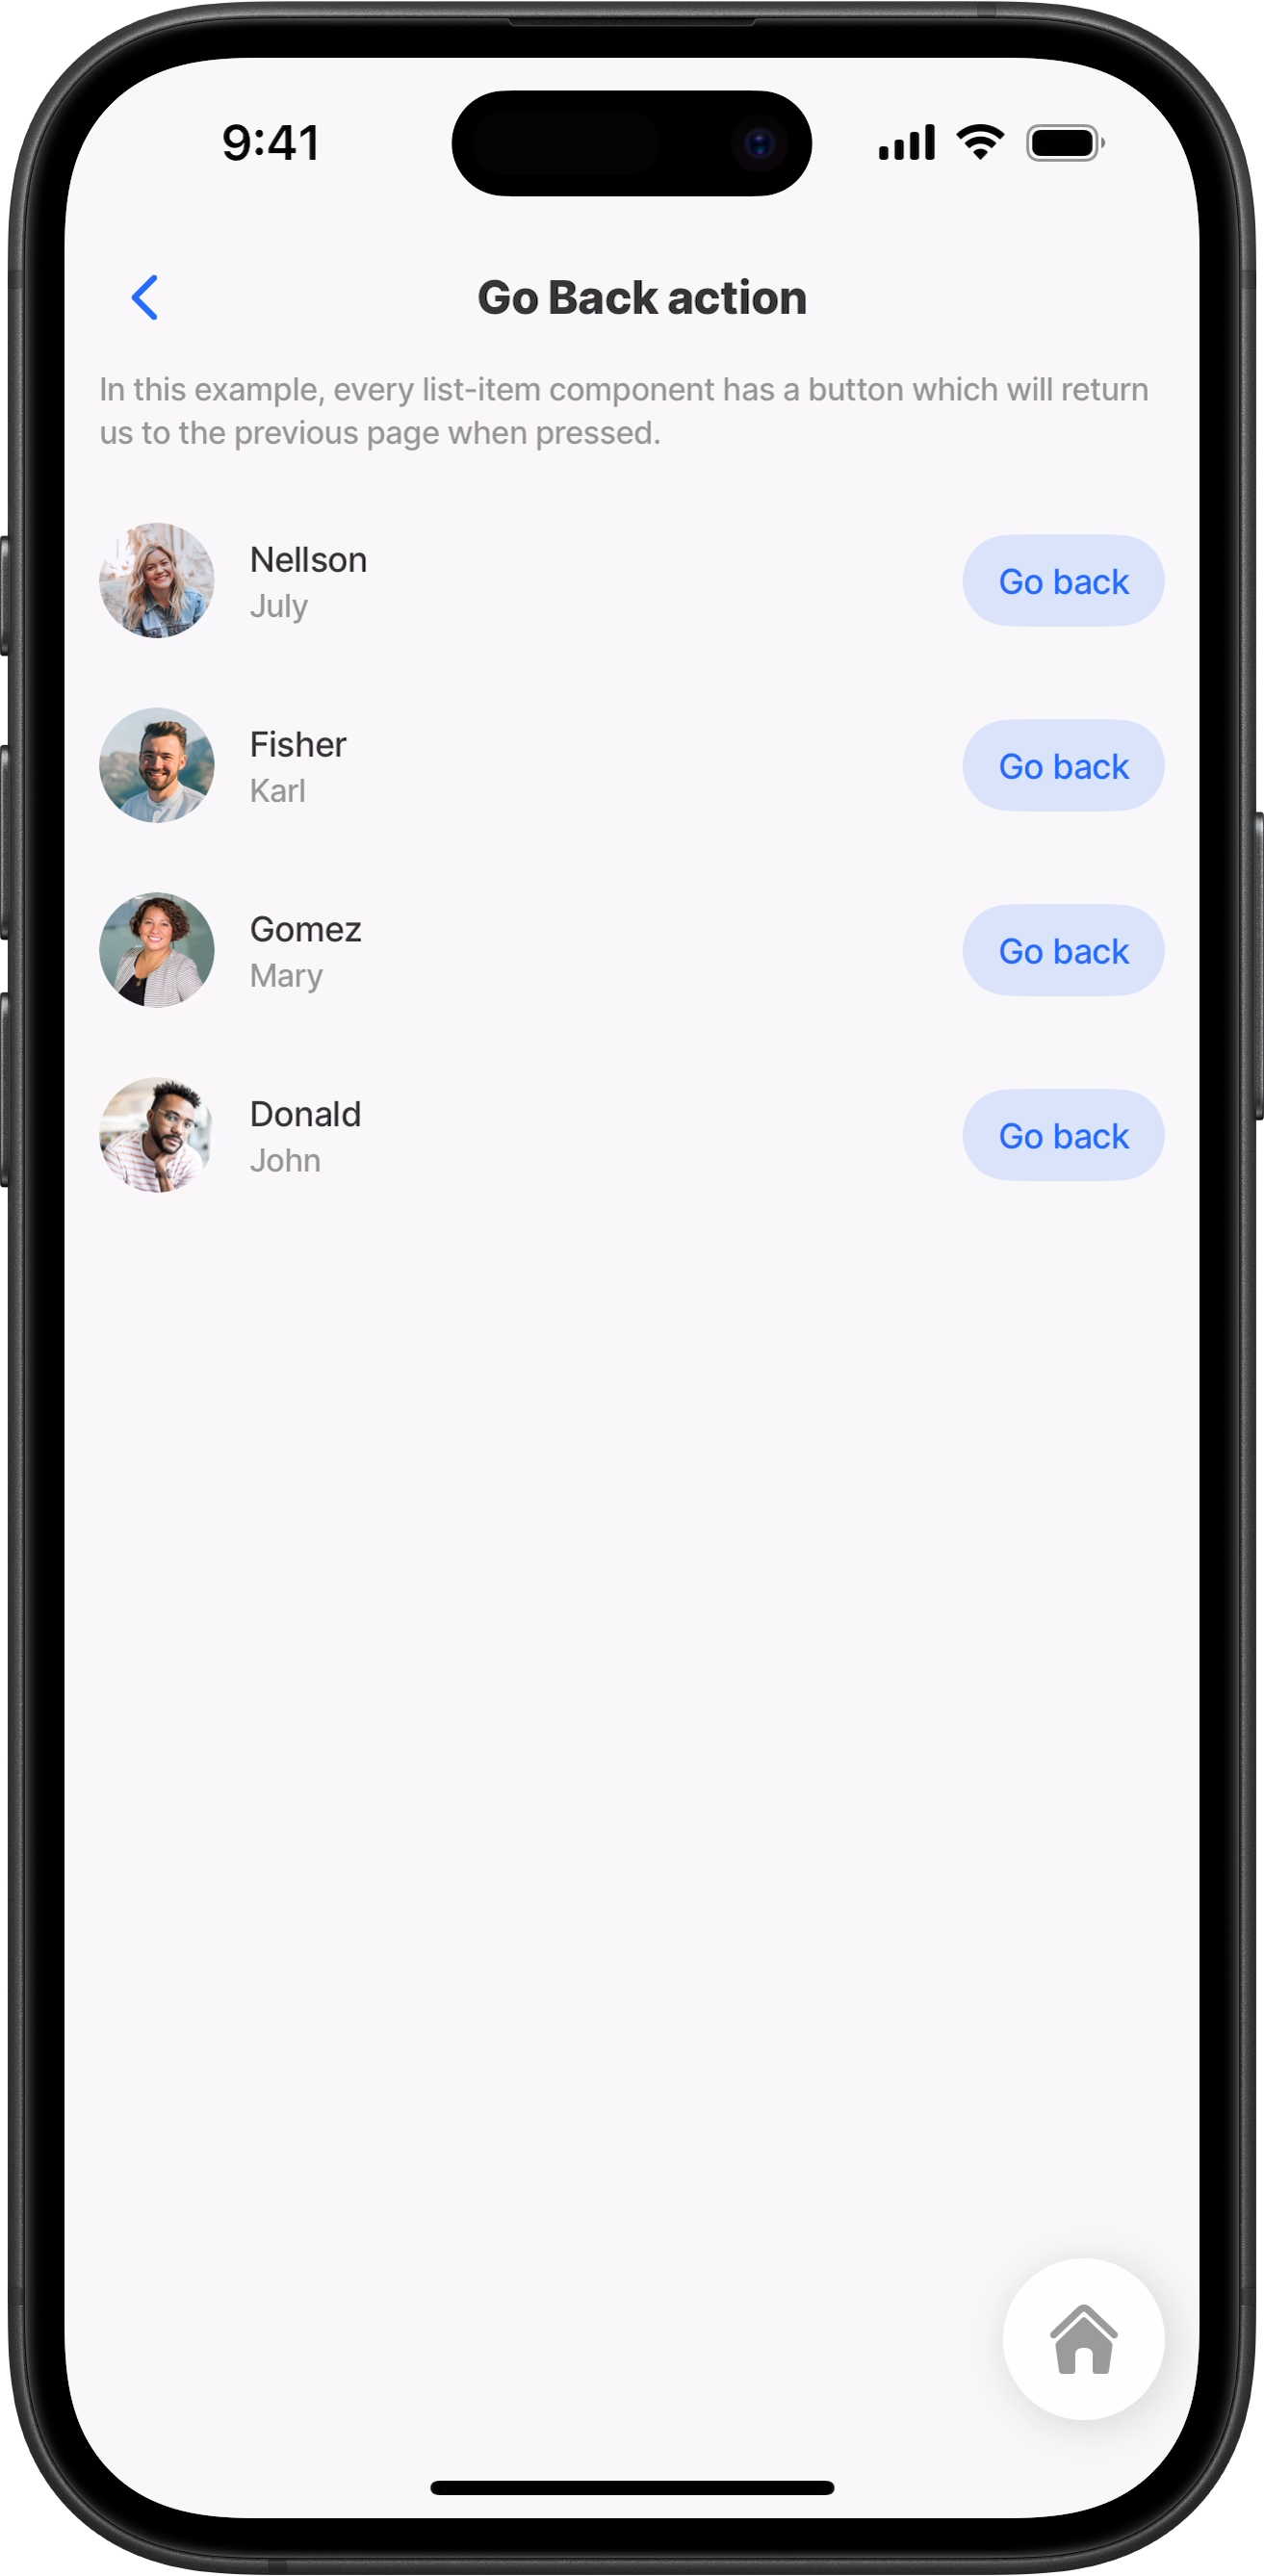 9:41
Go Back action
In this example, every list-item component has a button which will return
us to the previous page when pressed.
Nellson
July
Go back
Fisher
Karl
Go back
Gomez
Mary
Go back
Donald
John
Go back